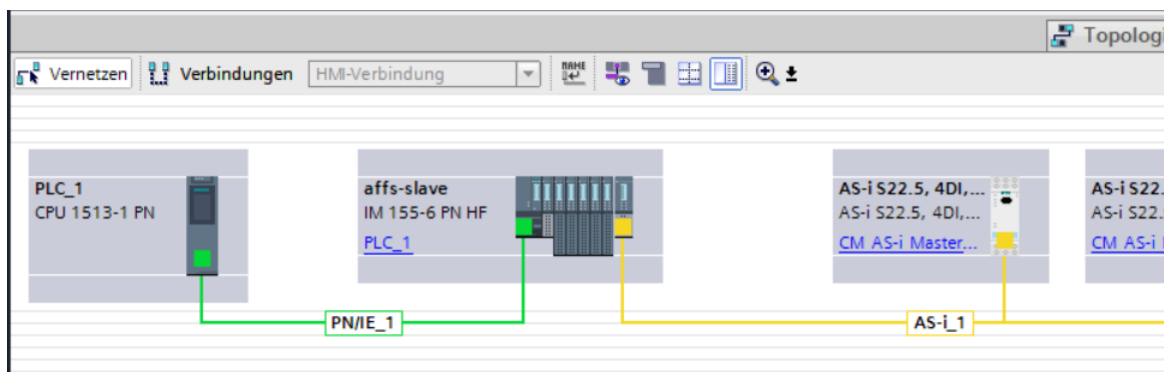 Topologi
Vernetzen Verbindungen HMI-Verbindung NAME
PLC_1
CPU 1513-1 PN
affs-slave
IM 155-6 PN HF
PLC_1
AS-i S22.5, 4DI,...
AS-i S22.5, 4DI,...
CM AS-i Master...
AS-i S22.
AS-i S22.
CM AS-i
PN/IE_1
AS-i_1